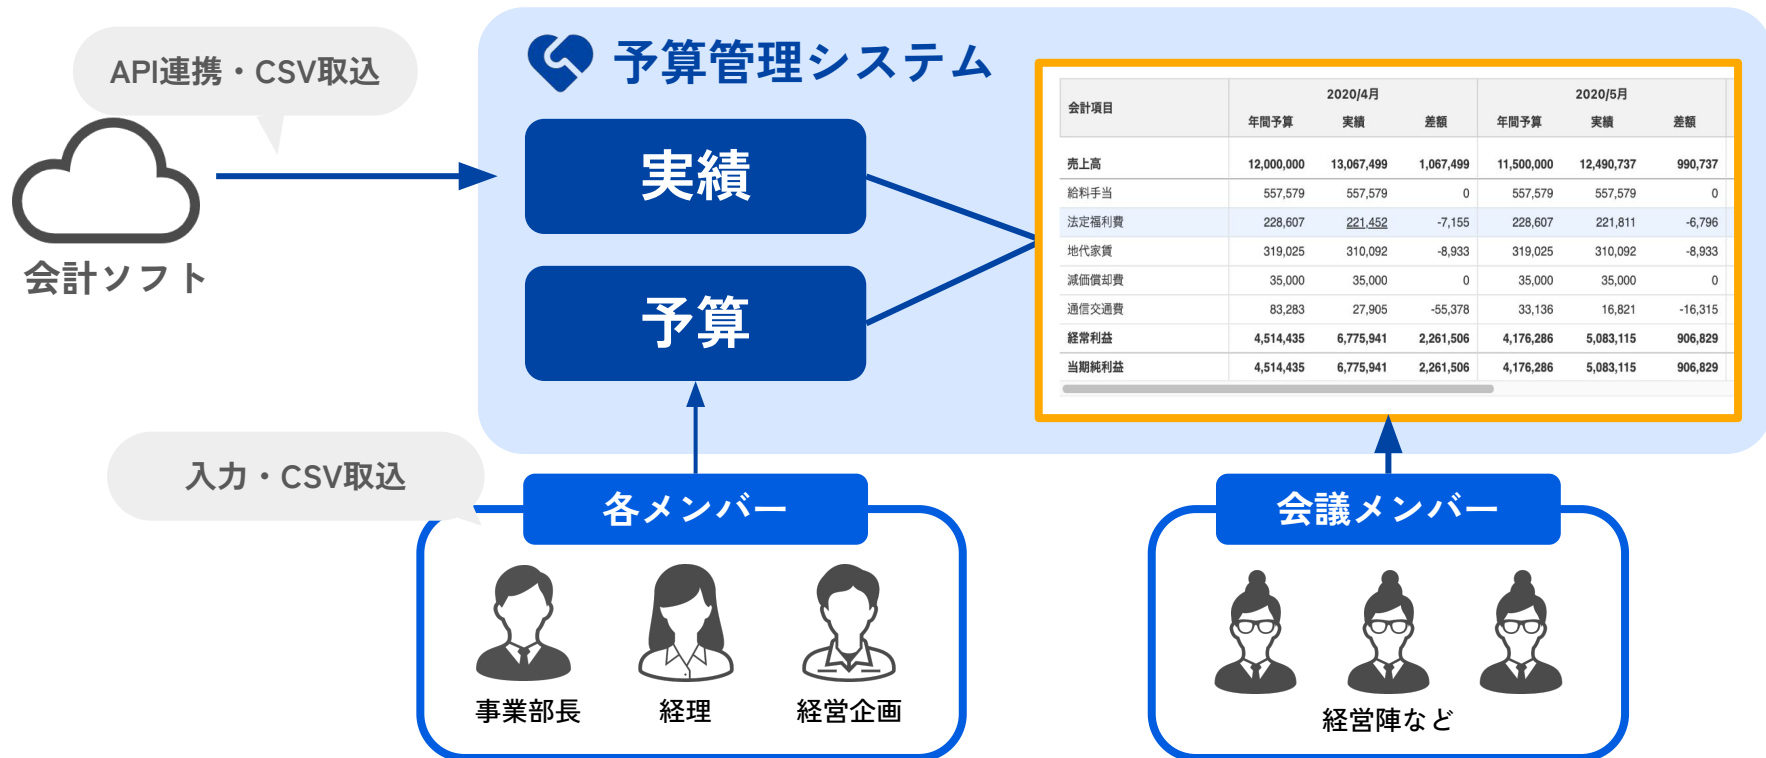 API連携・CSV取込
会計ソフト
予算管理システム
実績
予算
会計項目 2020/4月 2020/5月
年間予算 実績 差額 年間予算 実績 差額
売上高 12,000,000 13,067,499 1,067,499 11,500,000 12,490,737 990,737
給料手当 557,579 557,579 0 557,579 557,579 0
法定福利費 228,607 221,452 -7,155 228,607 221,811 -6,796
地代家賃 319,025 310,092 -8,933 319,025 310,092 -8,933
減価償却費 35,000 35,000 0 35,000 35,000 0
通信交通費 83,283 27,905 -55,378 33,136 16,821 -16,315
経常利益 4,514,435 6,775,941 2,261,506 4,176,286 5,083,115 906,829
当期純利益 4,514,435 6,775,941 2,261,506 4,176,286 5,083,115 906,829
入力・CSV取込
各メンバー
事業部長 経理 経営企画
会議メンバー
経営陣など